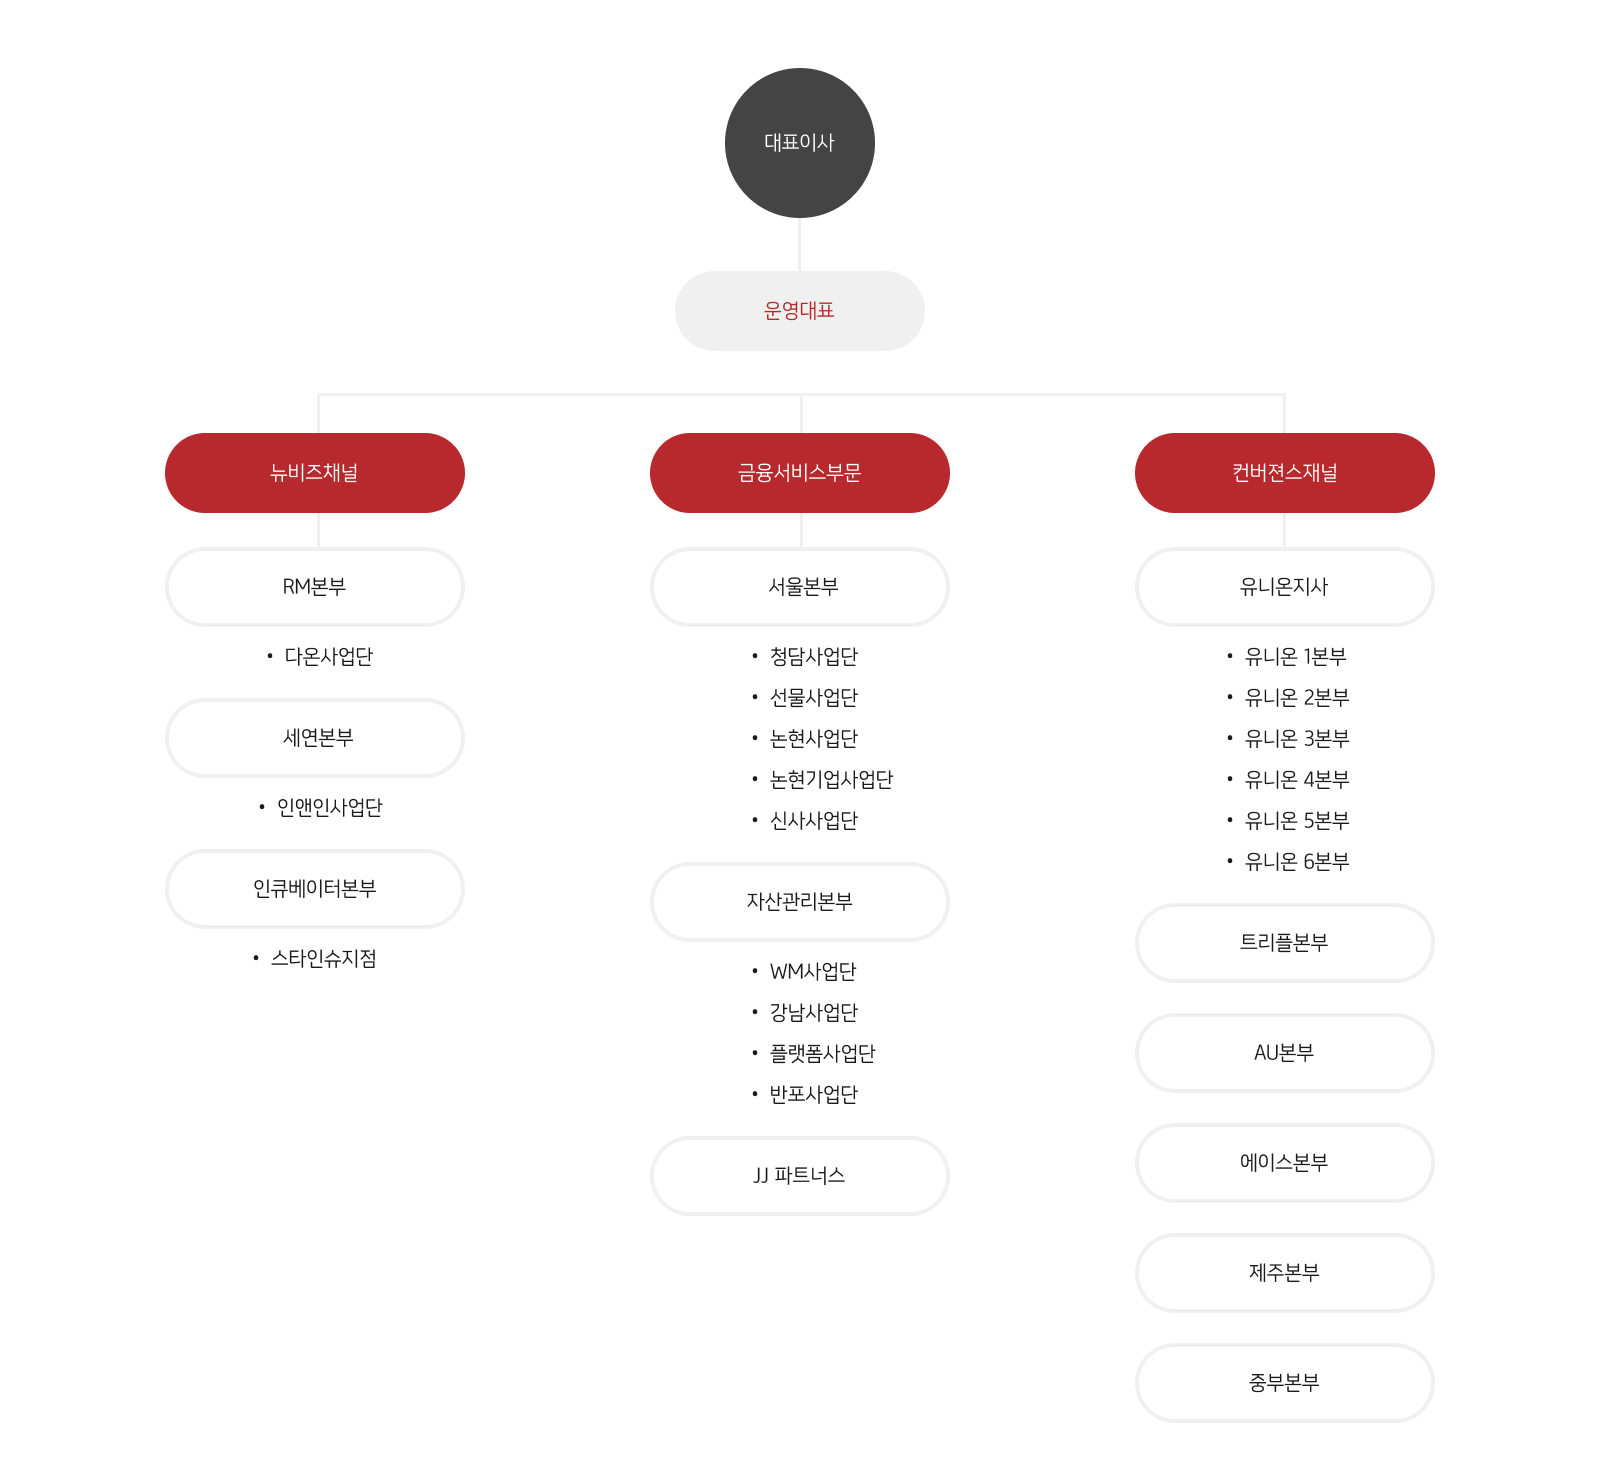 대표이사
운영대표
뉴비즈채널
RM본부
• 다온사업단
세연본부
• 인앤인사업단
인큐베이터본부
• 스타인슈지점
금융서비스부문
서울본부
• 청담사업단
• 선물사업단
• 논현사업단
• 논현기업사업단
• 신사사업단
자산관리본부
• WM사업단
• 강남사업단
• 플랫폼사업단
• 반포사업단
JJ 파트너스
컨버젼스재널
유니온지사
• 유니온 1본부
• 유니온 2본부
• 유니온 3본부
• 유니온 4본부
• 유니온 5본부
• 유니온 6본부
트리플본부
AU본부
에이스본부
제주본부
중부본부